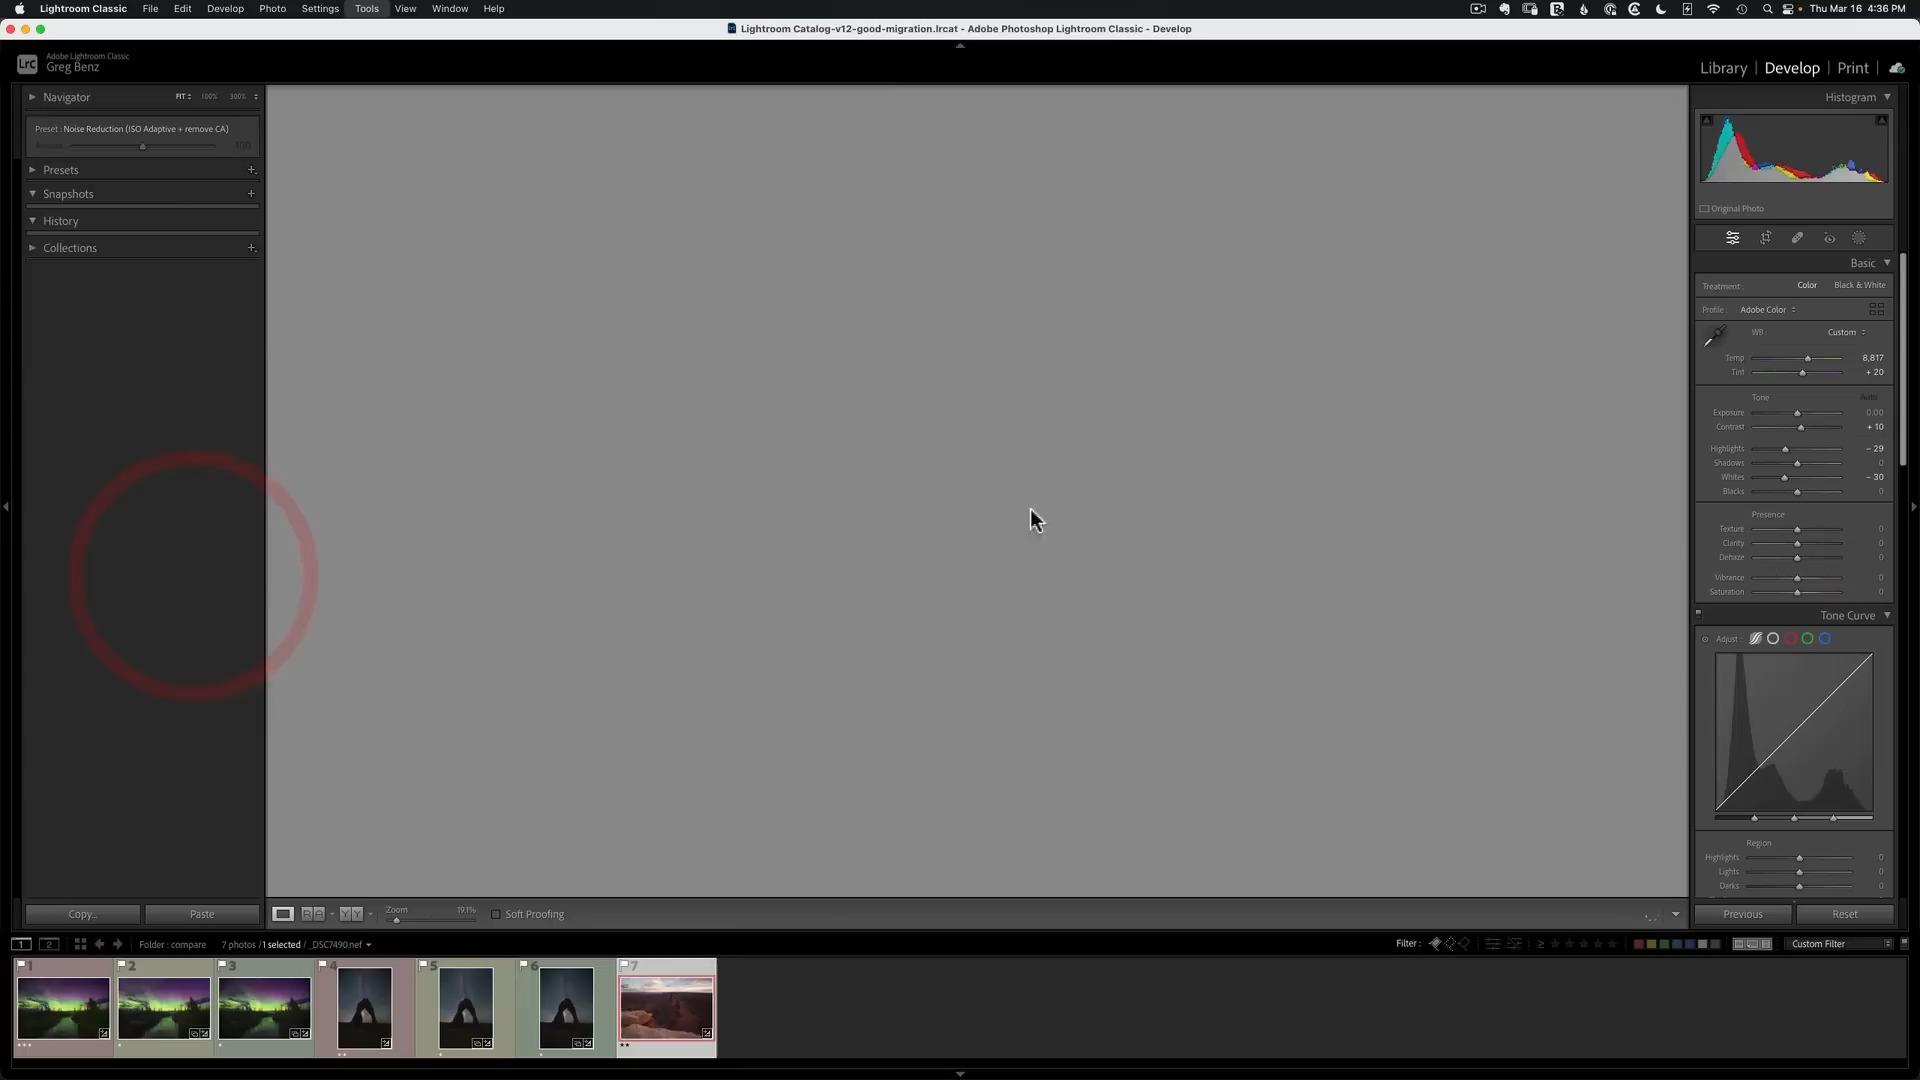 Lightroom Classic File Edit Develop Photo Settings Tools View Window Help Thu Mar 16 4:36 PM
Lightroom Catalog-v12-good-migration.lrcat - Adobe Photoshop Lightroom Classic - Develop
LrC Adobe Lightroom Classic
Greg Benz
Library | Develop | Print
Navigator FIT 100% 300%
Histogram
Preset : Noise Reduction (ISO Adaptive + remove CA)
Amount 100
Presets
Snapshots
History
Collections
Original Photo
Basic
Treatment : Color Black & White
Profile : Adobe Color
WB : Custom
Temp 8,817
Tint + 20
Tone Auto
Exposure 0.00
Contrast + 10
Highlights - 29
Shadows 0
Whites - 30
Blacks 0
Presence
Texture 0
Clarity 0
Dehaze 0
Vibrance 0
Saturation 0
Tone Curve
Adjust :
Region
Highlights 0
Lights 0
Darks 0
Copy... Paste
R A Y Y Zoom 19.1% Soft Proofing
Previous Reset
1 2 Folder : compare 7 photos / 1 selected / _DSC7490.nef
Filter : Custom Filter
1 2 3 4 5 6 7